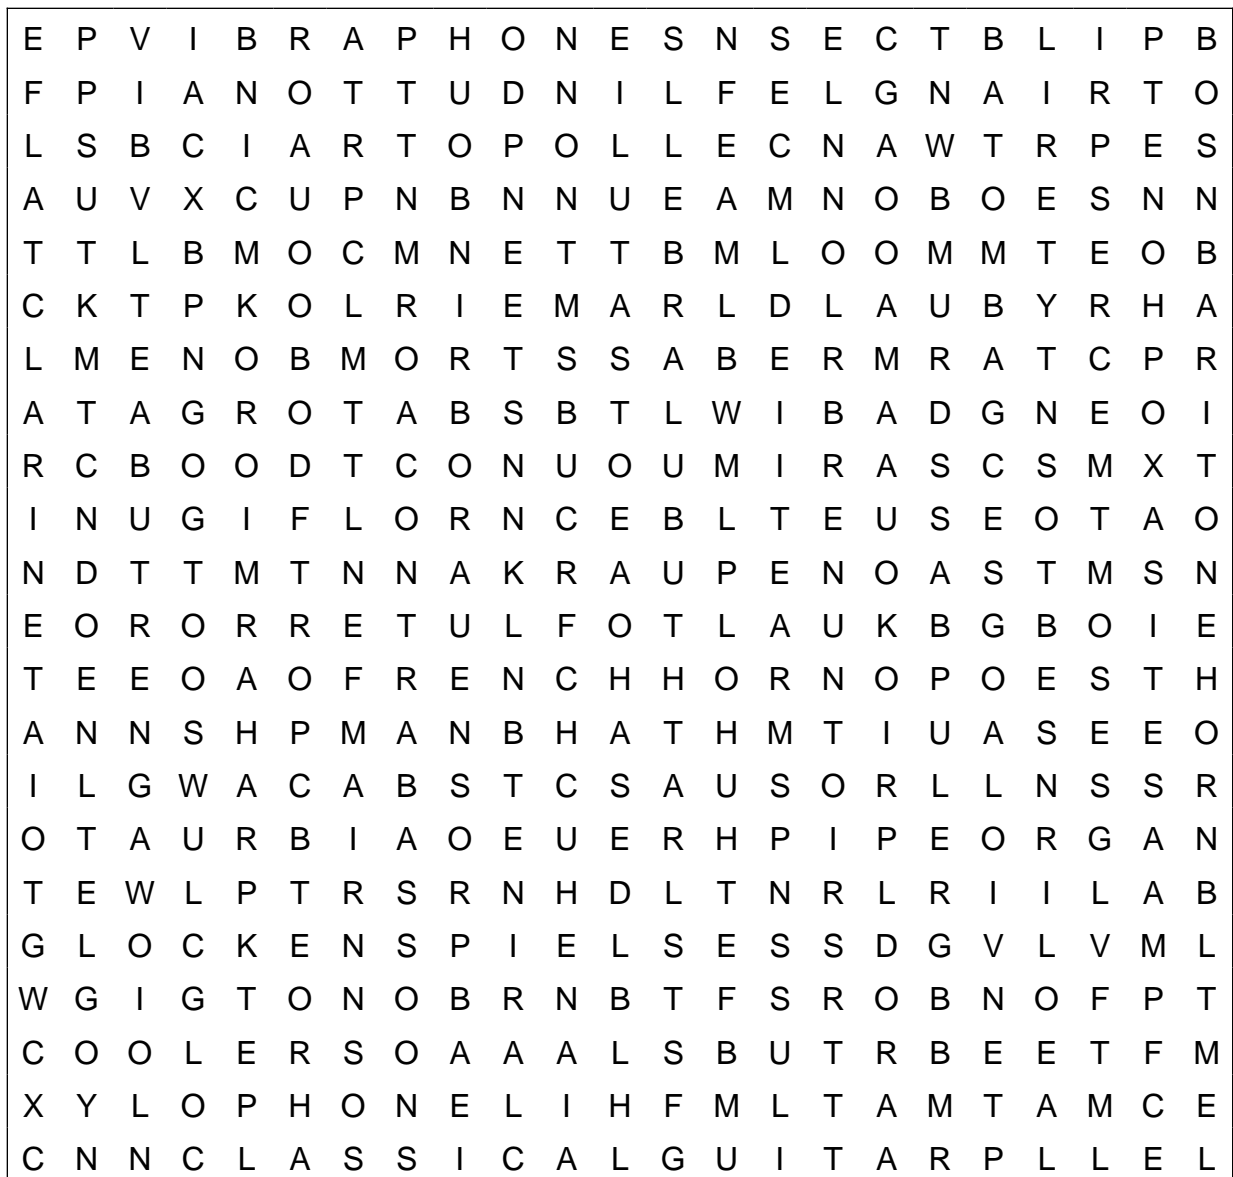 E P V I B R A P H O N E S N S E C T B L I P B
F P I A N O T T U D N I L F E L G N A I R T O
L S B C I A R T O P O L L E C N A W T R P E S
A U V X C U P N B N N U E A M N O B O E S N N
T T L B M O C M N E T T B M L O O M M T E O B
C K T P K O L R I E M A R L D L A U B Y R H A
L M E N O B M O R T S S A B E R M R A T C P R
A T A G R O T A B S B T L W I B A D G N E O I
R C B O O D T C O N U O U M I R A S C S M X T
I N U G I F L O R N C E B L T E U S E O T A O
N D T T M T N N A K R A U P E N O A S T M S N
E O R O R R E T U L F O T L A U K B G B O I E
T E E O A O F R E N C H H O R N O P O E S T H
A N N S H P M A N B H A T H M T I U A S E E O
I L G W A C A B S T C S A U S O R L L N S S R
O T A U R B I A O E U E R H P I P E O R G A N
T E W L P T R S R N H D L T N R L R I I L A B
G L O C K E N S P I E L S E S S D G V L V M L
W G I G T O N O B R N B T F S R O B N O F P T
C O O L E R S O A A A L S B U T R B E E T F M
X Y L O P H O N E L I H F M L T A M T A M C E
C N N C L A S S I C A L G U I T A R P L L E L